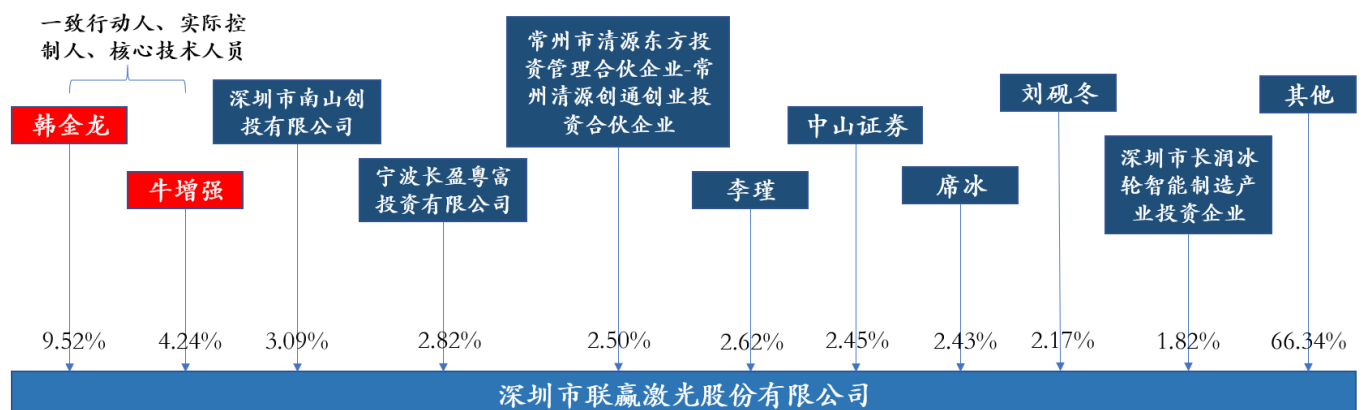 一致行动人、实际控
制人、核心技术人员
韩金龙
牛增强
深圳市南山创
投有限公司
宁波长盈粤富
投资有限公司
常州市清源东方投
资管理合伙企业-常
州清源创通创业投
资合伙企业
李瑾
中山证券
席冰
刘砚冬
深圳市长润冰
轮智能制造产
业投资企业
其他
9.52%
4.24%
3.09%
2.82%
2.50%
2.62%
2.45%
2.43%
2.17%
1.82%
66.34%
深圳市联赢激光股份有限公司